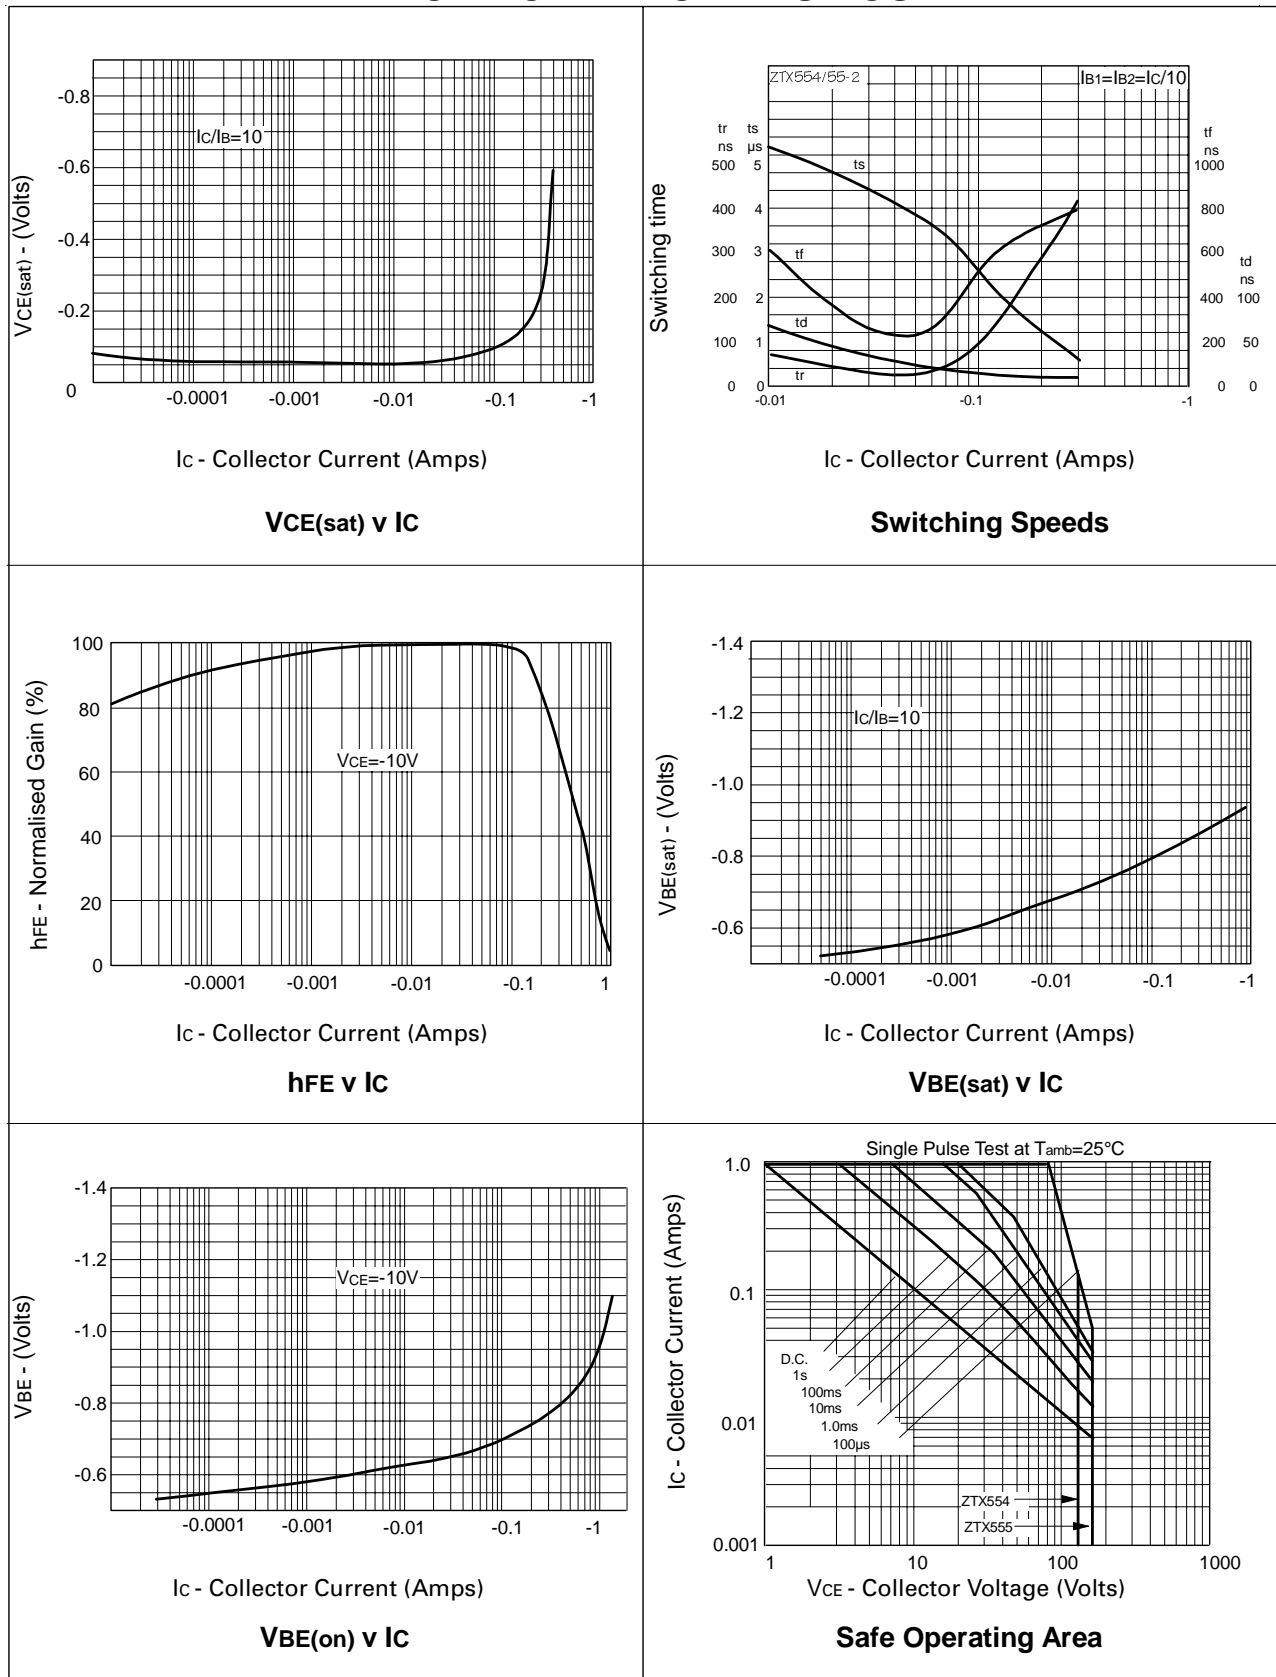 -0.8
-0.6
-0.4
-0.2
0
IC/IB=10
VCE(sat) - (Volts)
-0.0001
-0.001
-0.01
-0.1
-1
IC - Collector Current (Amps)
VCE(sat) v IC
ZTX554/55-2
IB1=IB2=IC/10
tr
ns
500
400
300
200
100
0
ts
µs
5
4
3
2
1
0
tf
ns
1000
800
600
400
200
0
td
ns
100
50
0
ts
tf
td
tr
Switching time
-0.01
-0.1
-1
IC - Collector Current (Amps)
Switching Speeds
100
80
60
40
20
0
VCE=-10V
hFE - Normalised Gain (%)
-0.0001
-0.001
-0.01
-0.1
1
IC - Collector Current (Amps)
hFE v IC
-1.4
-1.2
-1.0
-0.8
-0.6
IC/IB=10
VBE(sat) - (Volts)
-0.0001
-0.001
-0.01
-0.1
-1
IC - Collector Current (Amps)
VBE(sat) v IC
-1.4
-1.2
-1.0
-0.8
-0.6
VCE=-10V
VBE - (Volts)
-0.0001
-0.001
-0.01
-0.1
-1
IC - Collector Current (Amps)
VBE(on) v IC
Single Pulse Test at Tamb=25°C
1.0
0.1
0.01
0.001
IC - Collector Current (Amps)
D.C.
1s
100ms
10ms
1.0ms
100µs
ZTX554
ZTX555
1
10
100
1000
VCE - Collector Voltage (Volts)
Safe Operating Area